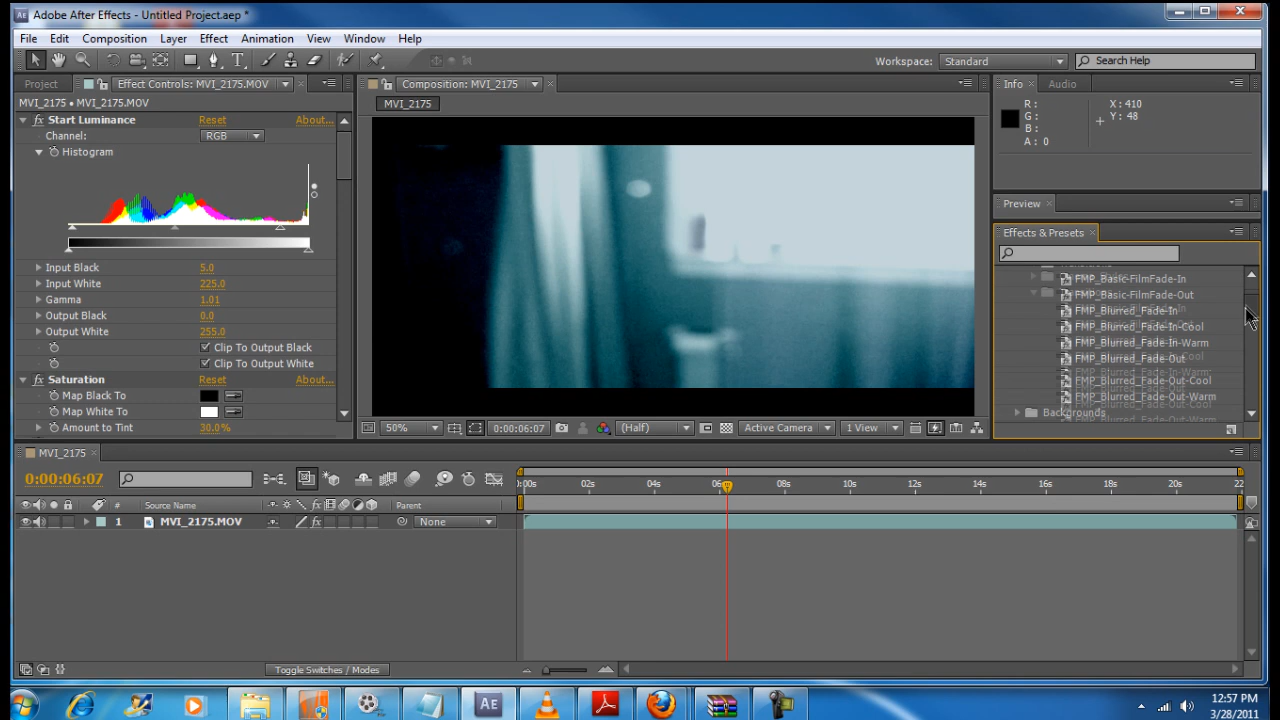 Adobe After Effects - Untitled Project.aep *
File Edit Composition Layer Effect Animation View Window Help
Workspace: Standard Search Help
Project Effect Controls: MVI_2175.MOV
MVI_2175 • MVI_2175.MOV
fx Start Luminance Reset About...
Channel: RGB
Histogram
Input Black 5.0
Input White 225.0
Gamma 1.01
Output Black 0.0
Output White 255.0
Clip To Output Black
Clip To Output White
fx Saturation Reset About...
Map Black To
Map White To
Amount to Tint 30.0%
Composition: MVI_2175
MVI_2175
50% 0:00:06:07 (Half) Active Camera 1 View
Info Audio
R: X: 410
G: Y: 48
B:
A: 0
Preview
Effects & Presets
FMP_Basic-FilmFade-In
FMP_Basic-FilmFade-Out
FMP_Blurred_Fade-In
FMP_Blurred_Fade-In-Cool
FMP_Blurred_Fade-In-Warm
FMP_Blurred_Fade-Out
FMP_Blurred_Fade-Out-Cool
FMP_Blurred_Fade-Out-Warm
Backgrounds
MVI_2175
0:00:06:07
:00s 02s 04s 06s 08s 10s 12s 14s 16s 18s 20s 22
# Source Name fx Parent
1 MVI_2175.MOV fx None
Toggle Switches / Modes
AE
12:57 PM
3/28/2011